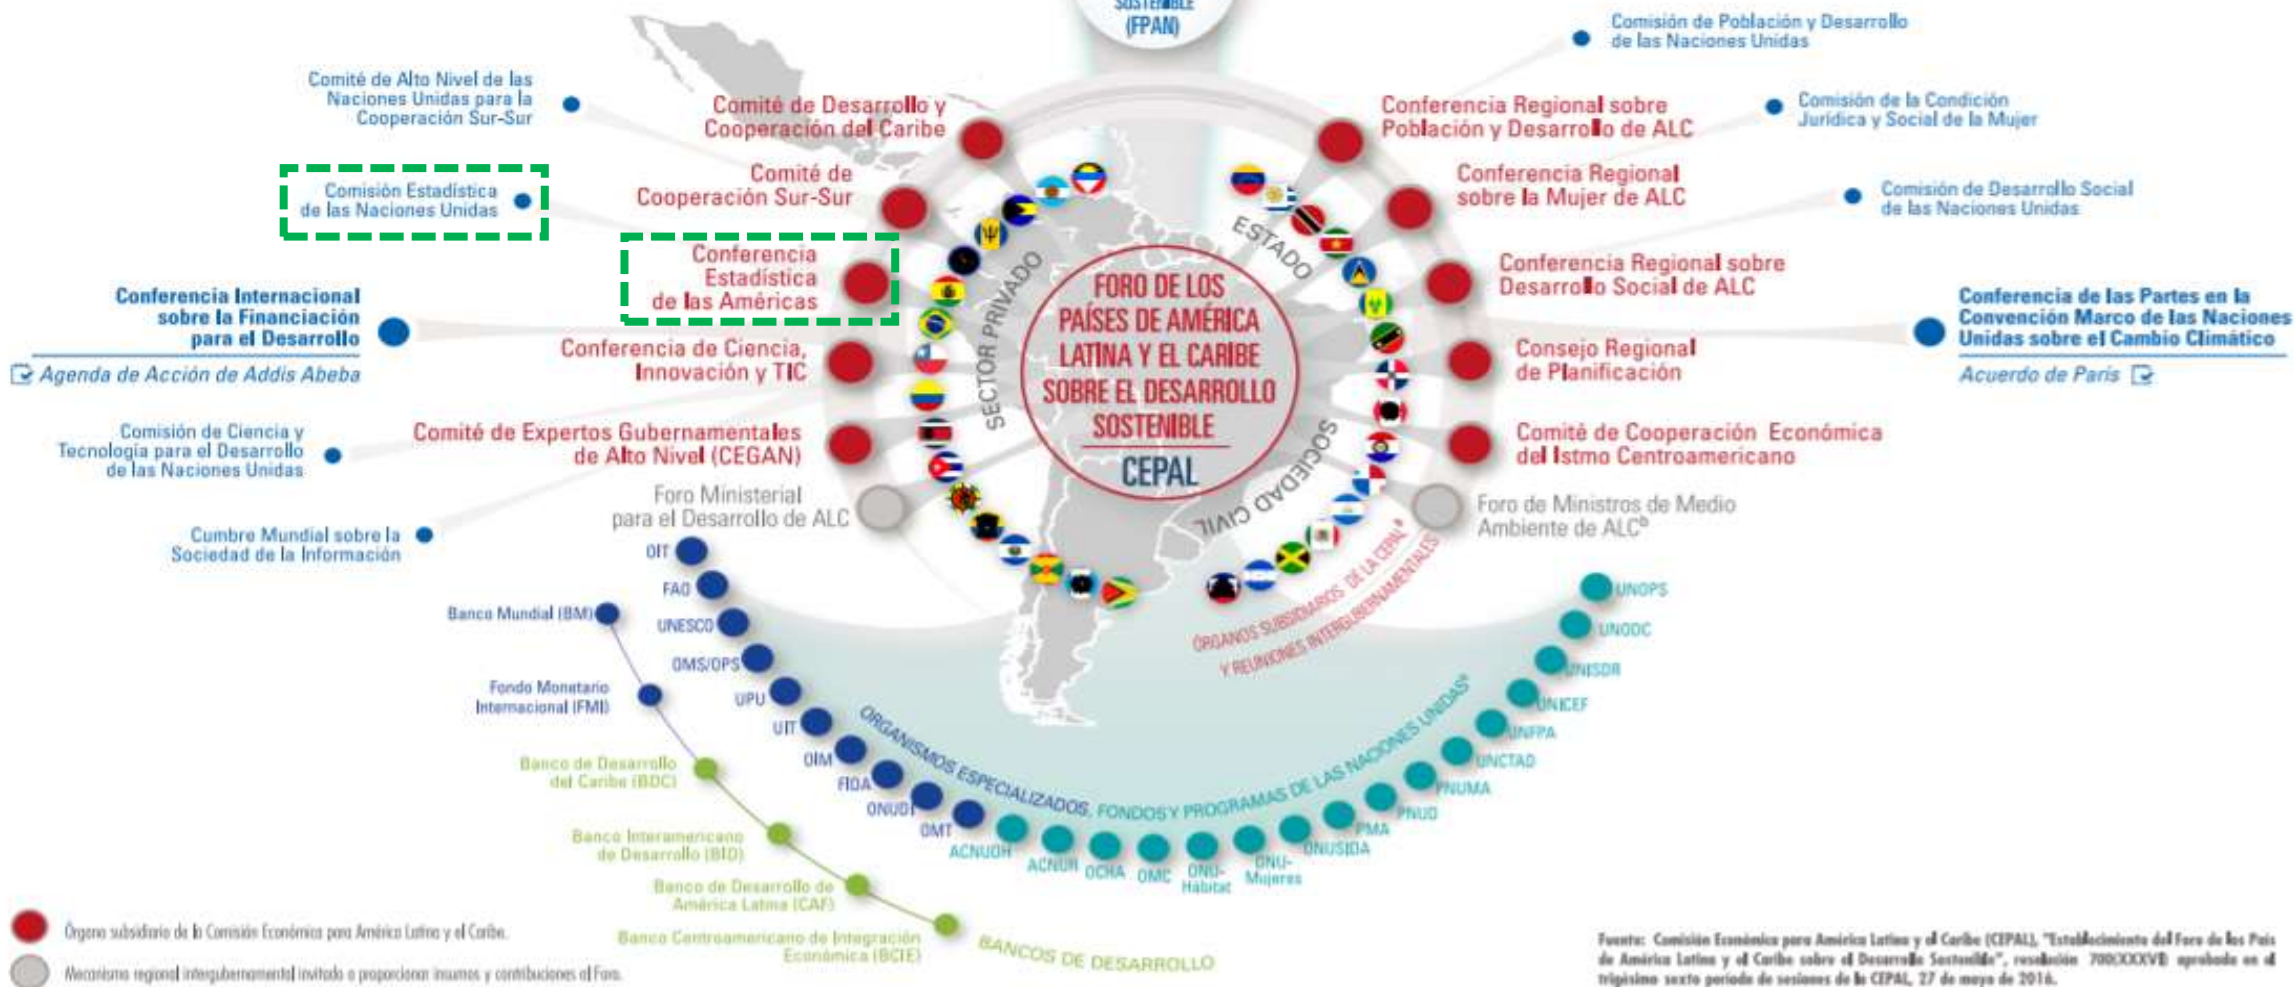 SOSTENIBLE
(FPAN)
Comisión de Población y Desarrollo
de las Naciones Unidas
Comité de Alto Nivel de las
Naciones Unidas para la
Cooperación Sur-Sur
Comité de Desarrollo y
Cooperación del Caribe
Conferencia Regional sobre
Población y Desarrollo de ALC
Comisión de la Condición
Jurídica y Social de la Mujer
Comisión Estadística
de las Naciones Unidas
Comité de
Cooperación Sur-Sur
Conferencia Regional
sobre la Mujer de ALC
Comisión de Desarrollo Social
de las Naciones Unidas
Conferencia
Estadística
de las Américas
SECTOR PRIVADO
ESTADO
SOCIEDAD CIVIL
FORO DE LOS
PAÍSES DE AMÉRICA
LATINA Y EL CARIBE
SOBRE EL DESARROLLO
SOSTENIBLE
CEPAL
Conferencia Regional sobre
Desarrollo Social de ALC
Conferencia Internacional
sobre la Financiación
para el Desarrollo
Agenda de Acción de Addis Abeba
Conferencia de las Partes en la
Convención Marco de las Naciones
Unidas sobre el Cambio Climático
Acuerdo de París
Conferencia de Ciencia,
Innovación y TIC
Consejo Regional
de Planificación
Comisión de Ciencia y
Tecnología para el Desarrollo
de las Naciones Unidas
Comité de Expertos Gubernamentales
de Alto Nivel (CEGAN)
Comité de Cooperación Económica
del Istmo Centroamericano
Foro Ministerial
para el Desarrollo de ALC
Foro de Ministros de Medio
Ambiente de ALCᵇ
Cumbre Mundial sobre la
Sociedad de la Información
ÓRGANOS SUBSIDIARIOS DE LA CEPALª
Y REUNIONES INTERGUBERNAMENTALES
OIT
FAO
UNESCO
OMS/OPS
UPU
UIT
OIM
FIDA
ONUDI
OMT
ACNUDH
ACNUR
OCHA
OMC
ONU-
Hábitat
ONU-
Mujeres
ONUSIDA
PMA
PNUD
PNUMA
UNCTAD
UNFPA
UNICEF
UNISDR
UNODC
UNOPS
ORGANISMOS ESPECIALIZADOS, FONDOS Y PROGRAMAS DE LAS NACIONES UNIDASª
Banco Mundial (BM)
Fondo Monetario
Internacional (FMI)
Banco de Desarrollo
del Caribe (BDC)
Banco Interamericano
de Desarrollo (BID)
Banco de Desarrollo de
América Latina (CAF)
Banco Centroamericano de Integración
Económica (BCIE)
BANCOS DE DESARROLLO
Órgano subsidiario de la Comisión Económica para América Latina y el Caribe.
Mecanismo regional intergubernamental invitado a proporcionar insumos y contribuciones al Foro.
Fuente: Comisión Económica para América Latina y el Caribe (CEPAL), "Establecimiento del Foro de los País
de América Latina y el Caribe sobre el Desarrollo Sostenible", resolución 700(XXXVI) aprobada en el
trigésimo sexto período de sesiones de la CEPAL, 27 de mayo de 2016.